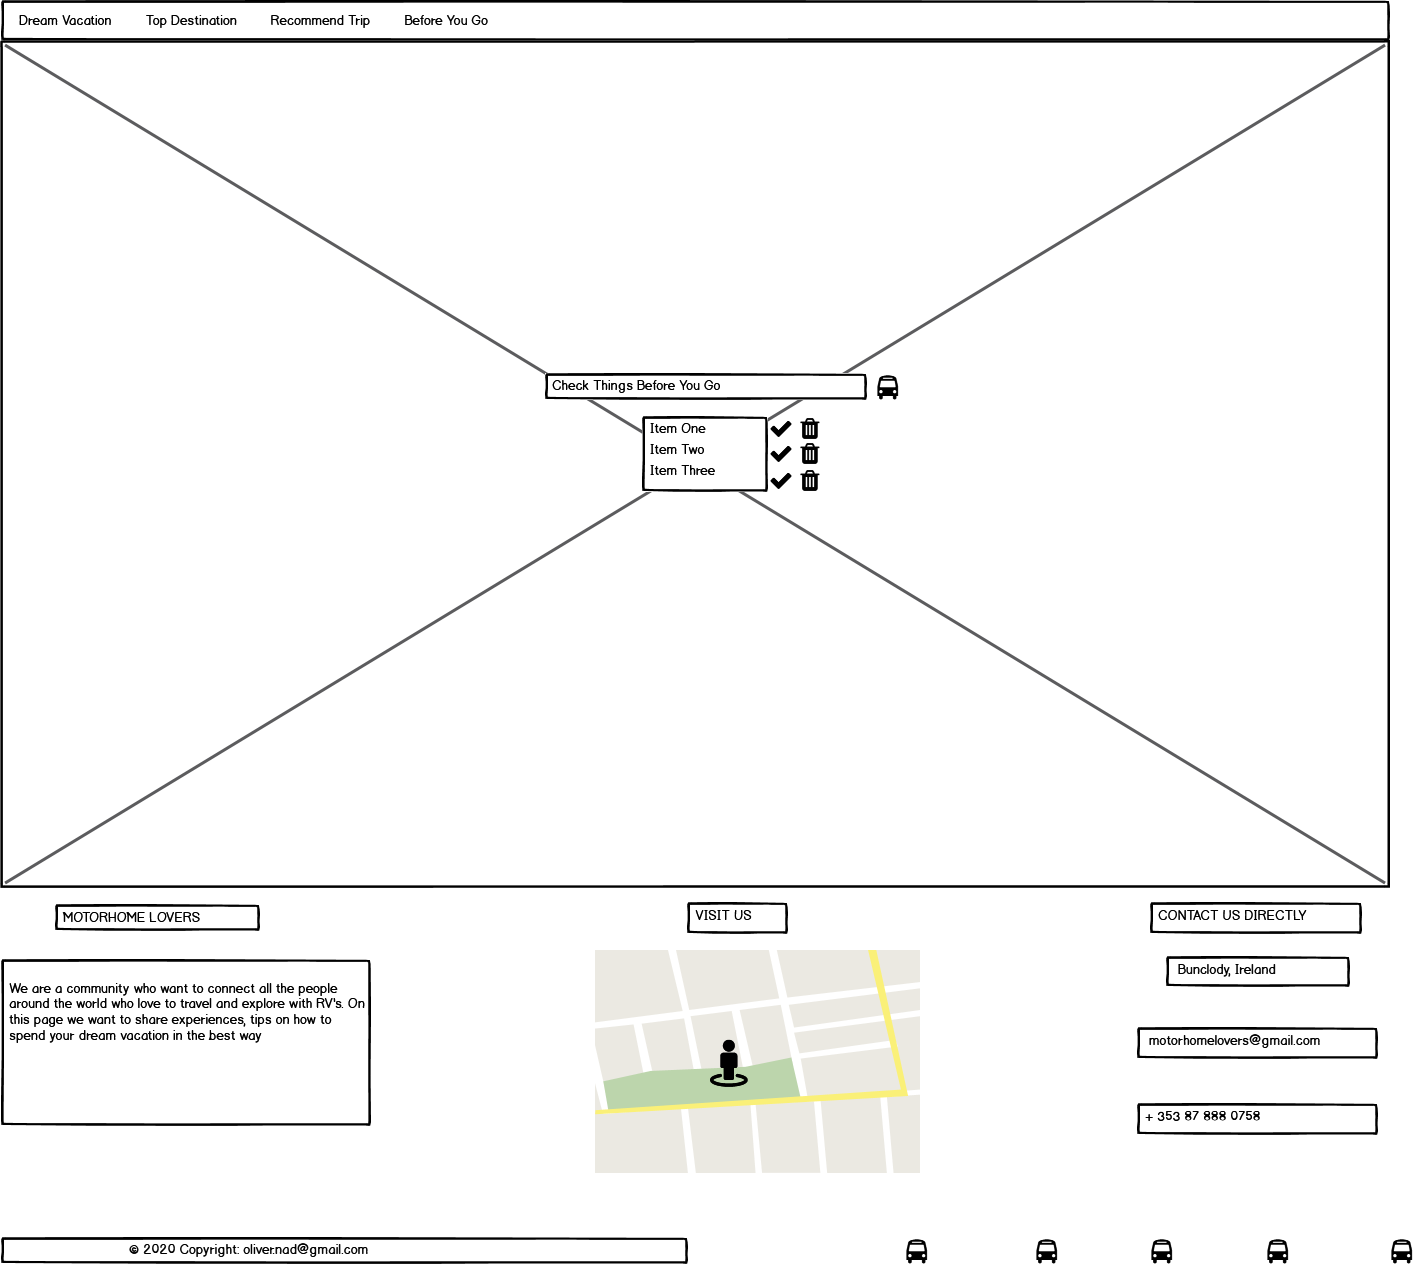 Dream Vacation Top Destination Recommend Trip Before You Go
Check Things Before You Go
Item One
Item Two
Item Three
MOTORHOME LOVERS
We are a community who want to connect all the people
around the world who love to travel and explore with RV's. On
this page we want to share experiences, tips on how to
spend your dream vacation in the best way
VISIT US
CONTACT US DIRECTLY
Bunclody, Ireland
motorhomelovers@gmail.com
+ 353 87 888 0758
© 2020 Copyright: oliver.nad@gmail.com